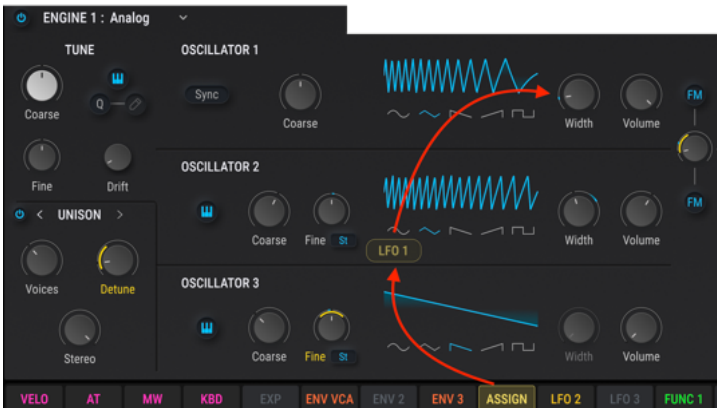 ENGINE 1 : Analog
TUNE
Coarse
Q
Fine
Drift
OSCILLATOR 1
Sync
Coarse
Width
Volume
FM
FM
OSCILLATOR 2
Coarse
Fine
St
Width
Volume
LFO 1
< UNISON >
Voices
Detune
Stereo
OSCILLATOR 3
Coarse
Fine
St
Width
Volume
VELO AT MW KBD EXP ENV VCA ENV 2 ENV 3 ASSIGN LFO 2 LFO 3 FUNC 1